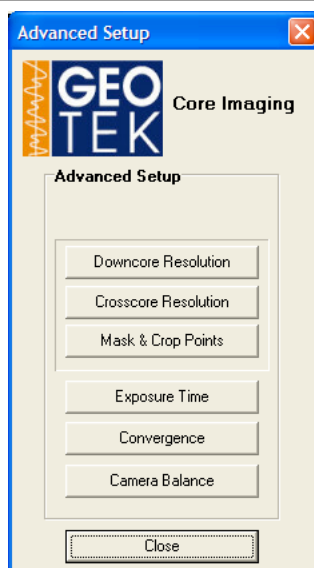 Advanced Setup
GEO
TEK
Core Imaging
Advanced Setup
Downcore Resolution
Crosscore Resolution
Mask & Crop Points
Exposure Time
Convergence
Camera Balance
Close